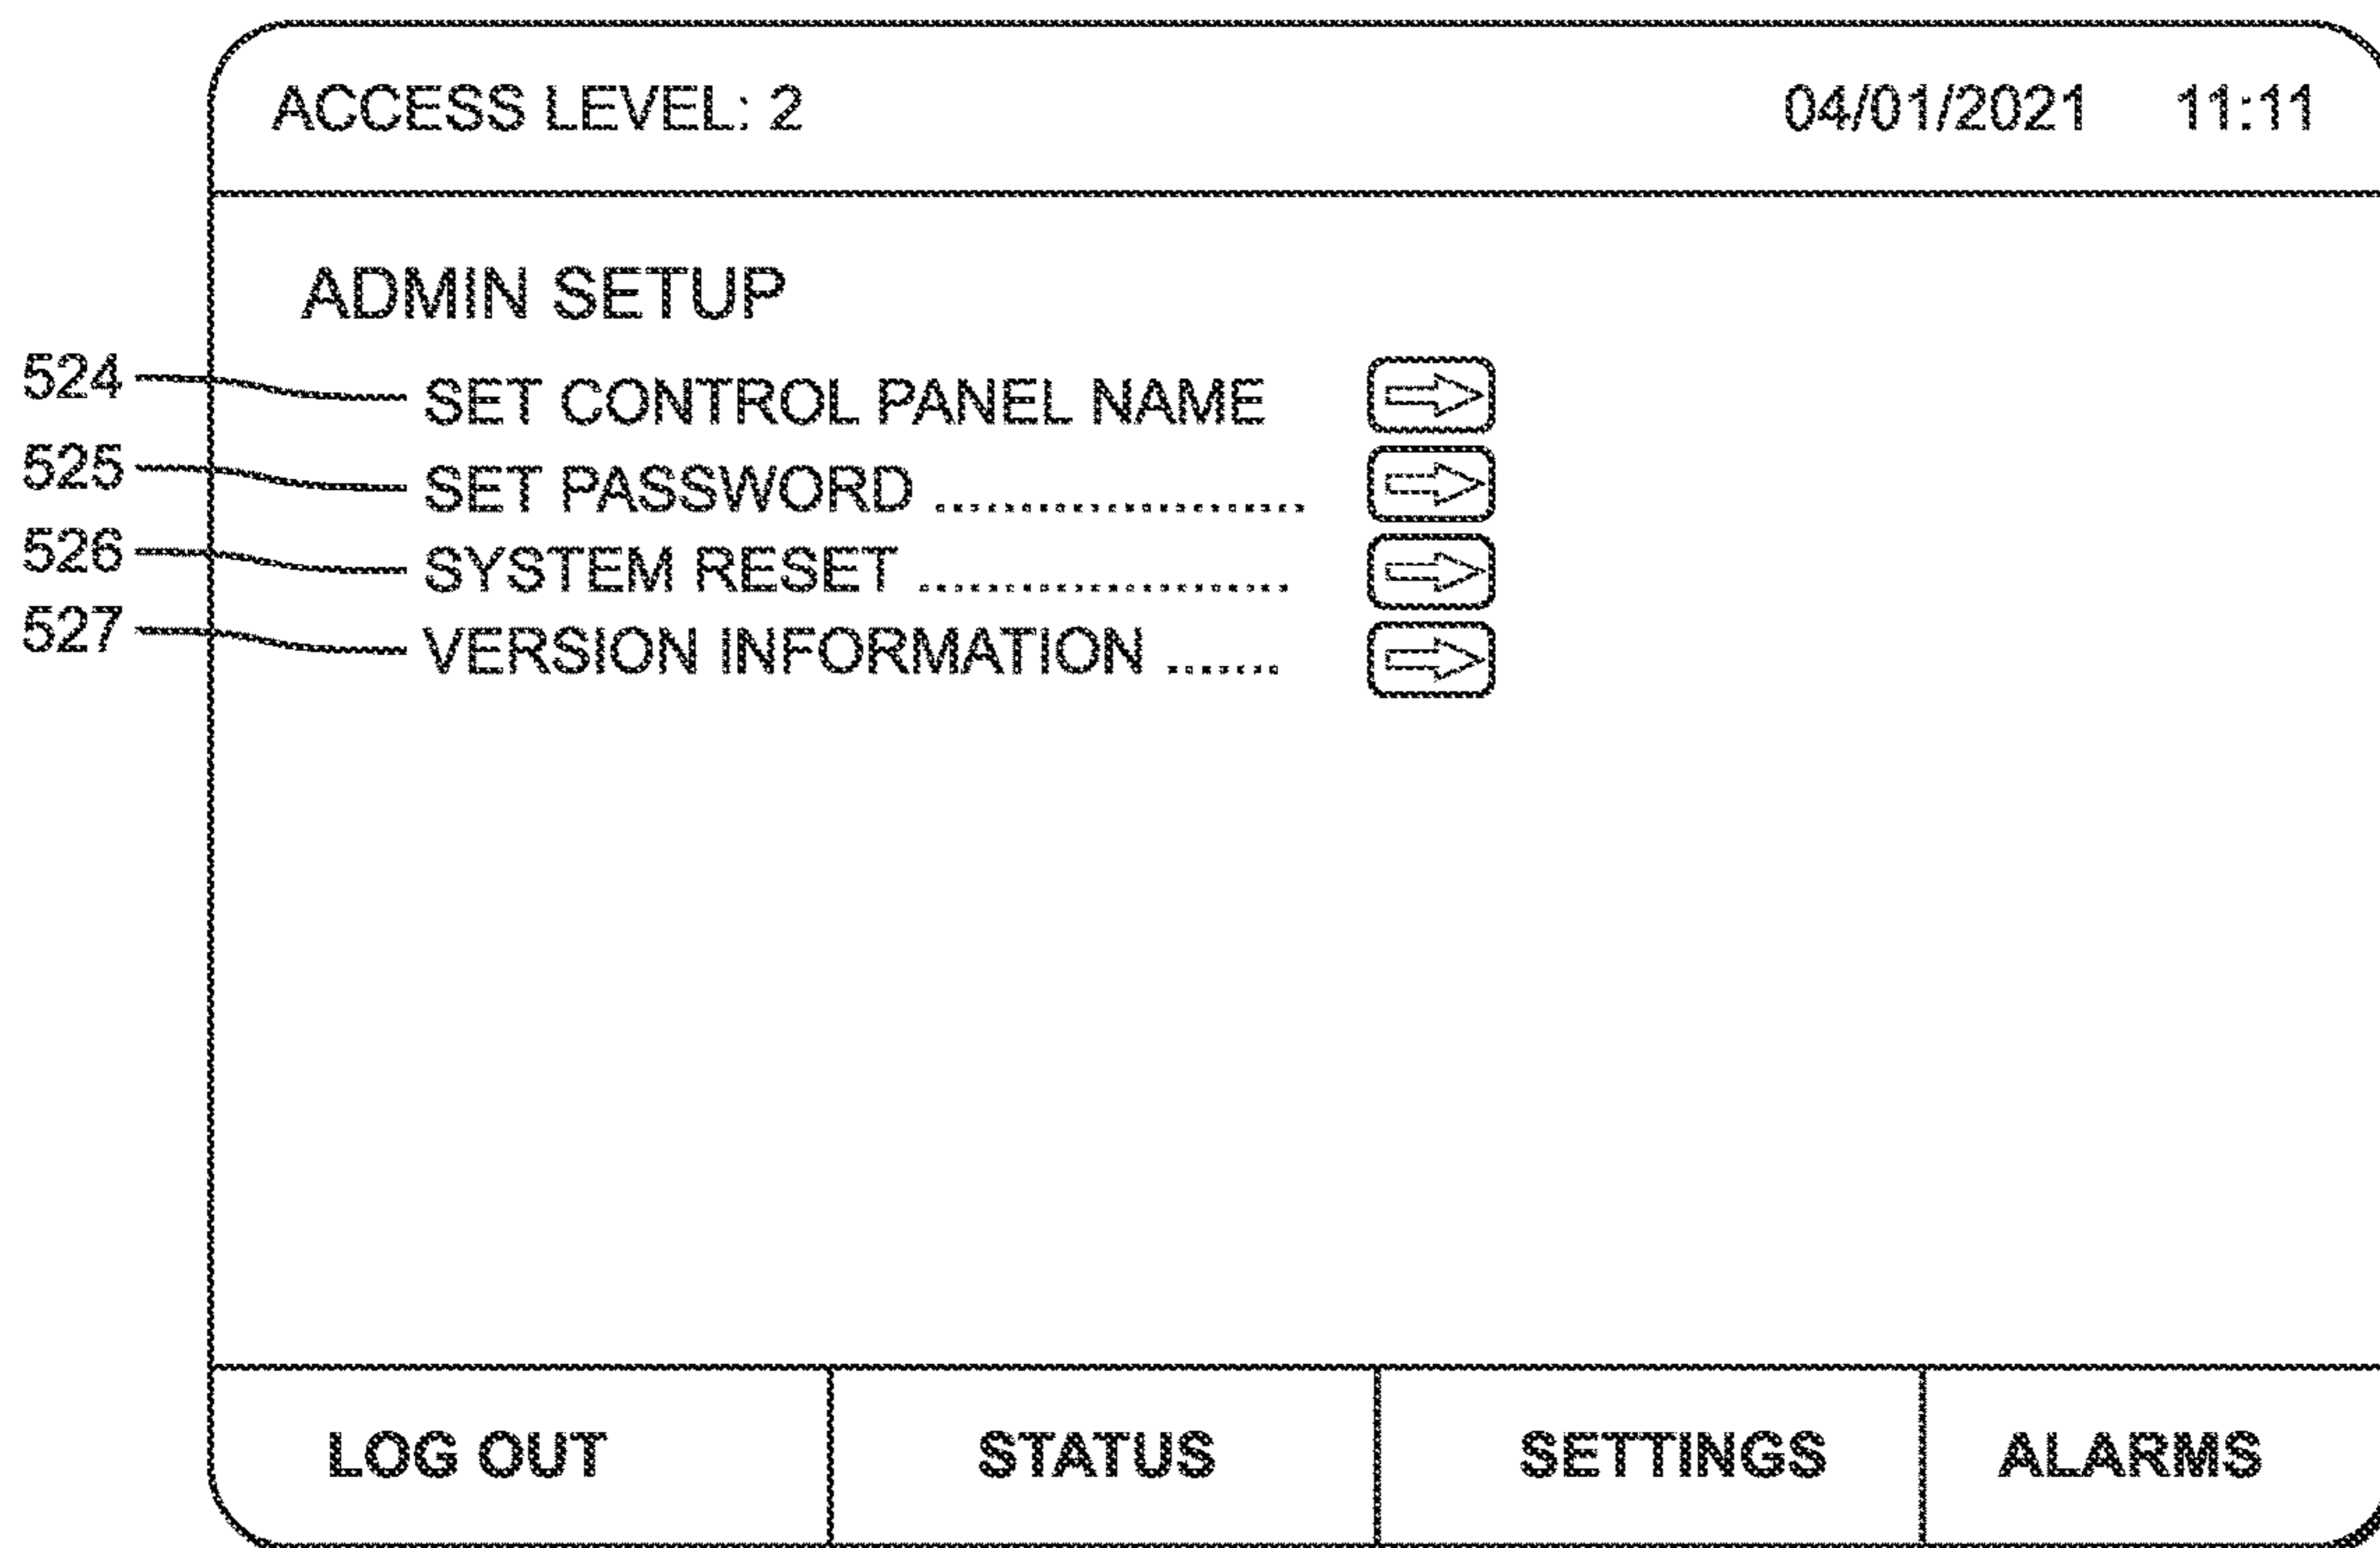 ACCESS LEVEL: 2 04/01/2021 11:11
ADMIN SETUP
524 SET CONTROL PANEL NAME
525 SET PASSWORD ......................
526 SYSTEM RESET ......................
527 VERSION INFORMATION .......
LOG OUT STATUS SETTINGS ALARMS